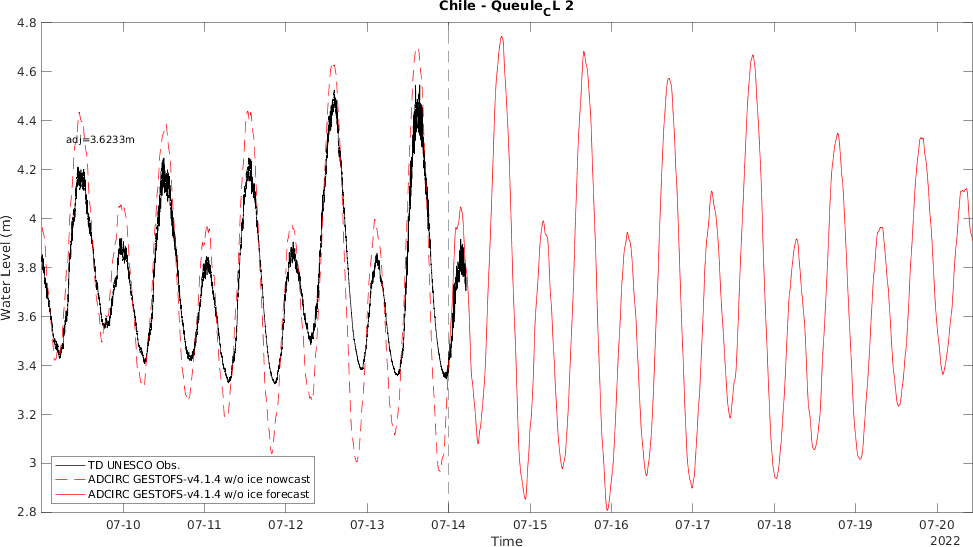 Chile - Queule_CL 2
4.8
4.6
4.4
4.2
4
3.8
3.6
3.4
3.2
3
2.8
Water Level (m)
adj=3.6233m
TD UNESCO Obs.
ADCIRC GESTOFS-v4.1.4 w/o ice nowcast
ADCIRC GESTOFS-v4.1.4 w/o ice forecast
07-10 07-11 07-12 07-13 07-14 07-15 07-16 07-17 07-18 07-19 07-20
Time
2022